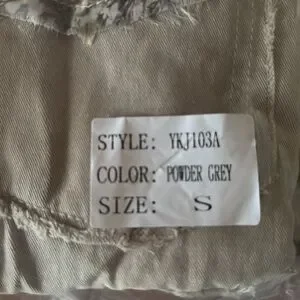 STYLE: YKJ103A
COLOR: POWDER GREY
SIZE: S